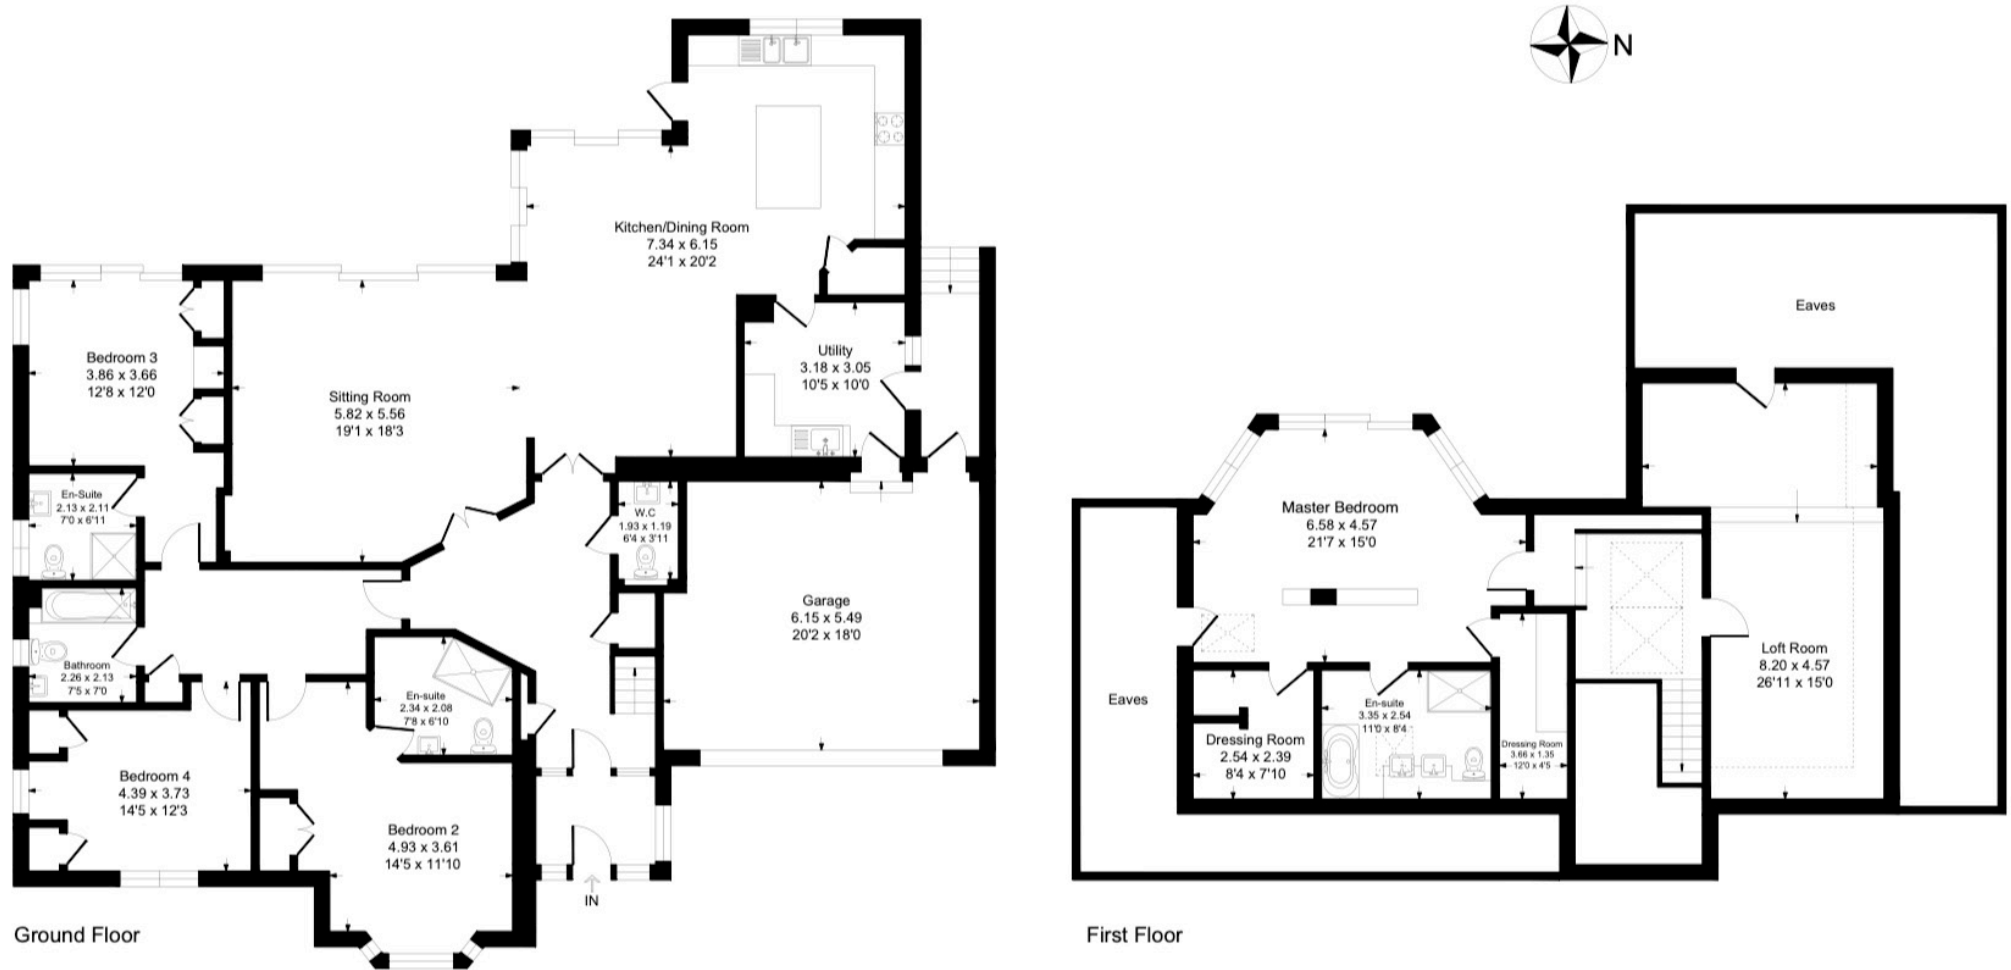 N
Kitchen/Dining Room
7.34 x 6.15
24'1 x 20'2
Utility
3.18 x 3.05
10'5 x 10'0
Bedroom 3
3.86 x 3.66
12'8 x 12'0
Sitting Room
5.82 x 5.56
19'1 x 18'3
En-Suite
2.13 x 2.11
7'0 x 6'11
W.C
1.93 x 1.19
6'4 x 3'11
Garage
6.15 x 5.49
20'2 x 18'0
Bathroom
2.26 x 2.13
7'5 x 7'0
En-suite
2.34 x 2.08
7'8 x 6'10
Bedroom 4
4.39 x 3.73
14'5 x 12'3
Bedroom 2
4.93 x 3.61
14'5 x 11'10
IN
Ground Floor
Eaves
Master Bedroom
6.58 x 4.57
21'7 x 15'0
Loft Room
8.20 x 4.57
26'11 x 15'0
Eaves
En-suite
3.35 x 2.54
11'0 x 8'4
Dressing Room
2.54 x 2.39
8'4 x 7'10
Dressing Room
3.66 x 1.35
12'0 x 4'5
First Floor